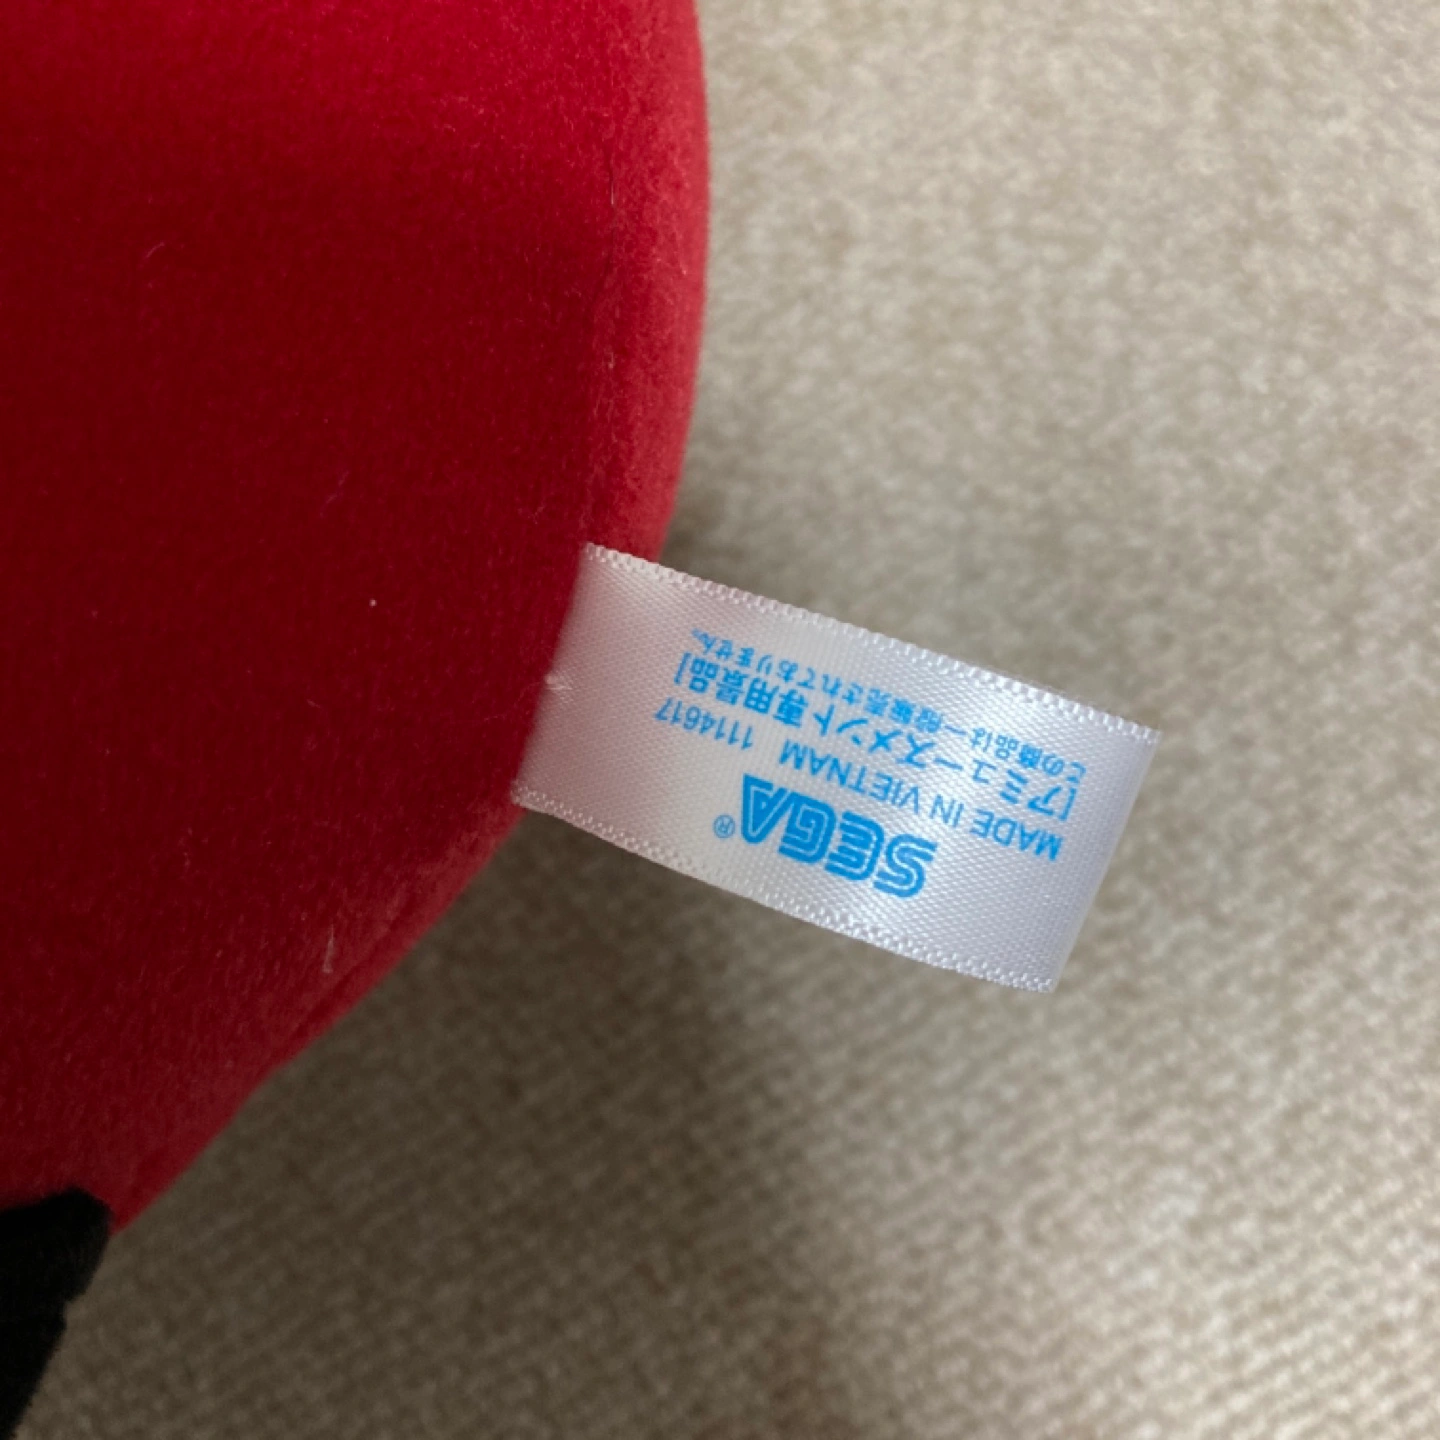 SEGA®
MADE IN VIETNAM 1114617
[アミューズメント専用景品]
この商品は一般販売されておりません。